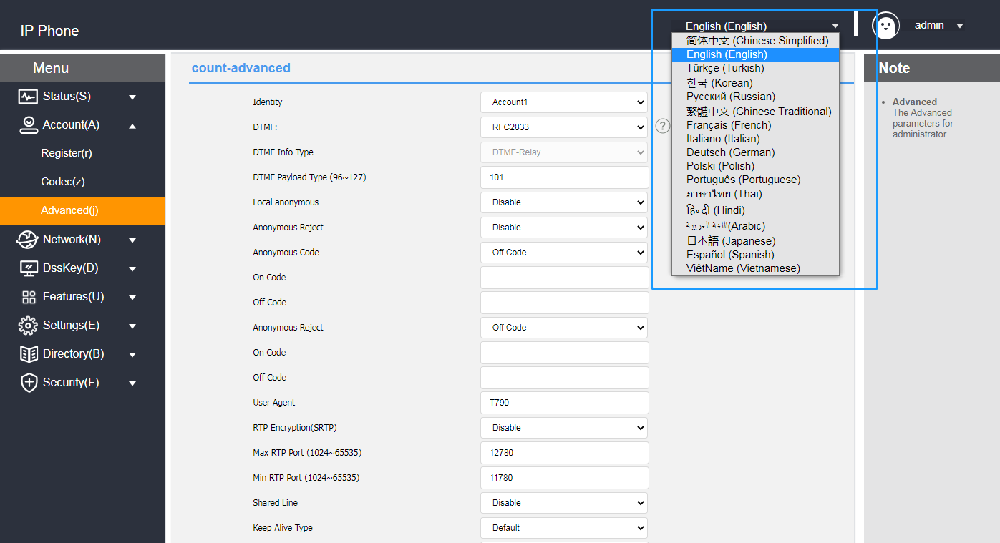 IP Phone
English (English)
admin
简体中文 (Chinese Simplified)
English (English)
Türkçe (Turkish)
한국 (Korean)
Русский (Russian)
繁體中文 (Chinese Traditional)
Français (French)
Italiano (Italian)
Deutsch (German)
Polski (Polish)
Português (Portuguese)
ภาษาไทย (Thai)
हिन्दी (Hindi)
اللغة العربية(Arabic)
日本語 (Japanese)
Español (Spanish)
ViệtName (Vietnamese)
Menu
Status(S)
Account(A)
Register(r)
Codec(z)
Advanced(j)
Network(N)
DssKey(D)
Features(U)
Settings(E)
Directory(B)
Security(F)
count-advanced
Identity Account1
DTMF: RFC2833 ?
DTMF Info Type DTMF-Relay
DTMF Payload Type (96~127) 101
Local anonymous Disable
Anonymous Reject Disable
Anonymous Code Off Code
On Code
Off Code
Anonymous Reject Off Code
On Code
Off Code
User Agent T790
RTP Encryption(SRTP) Disable
Max RTP Port (1024~65535) 12780
Min RTP Port (1024~65535) 11780
Shared Line Disable
Keep Alive Type Default
Note
• Advanced
The Advanced
parameters for
administrator.